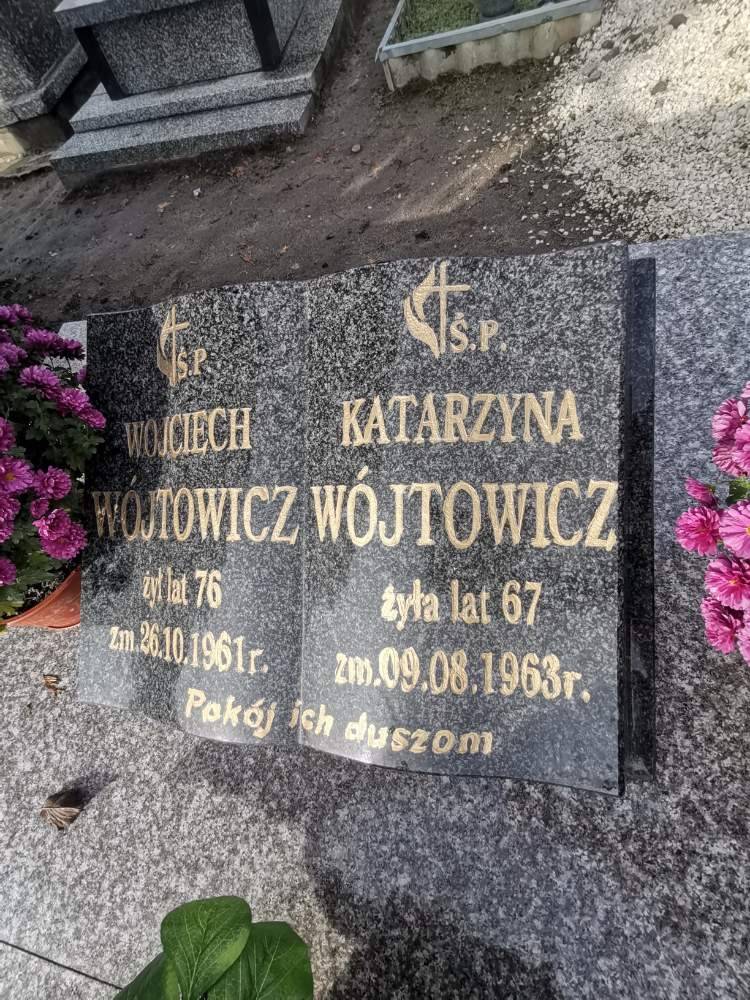 Ś.P
WOJCIECH
WÓJTOWICZ
żył lat 76
zm.26.10.1961r.
Ś.P.
KATARZYNA
WÓJTOWICZ
żyła lat 67
zm.09.08.1963r.
Pokój ich duszom